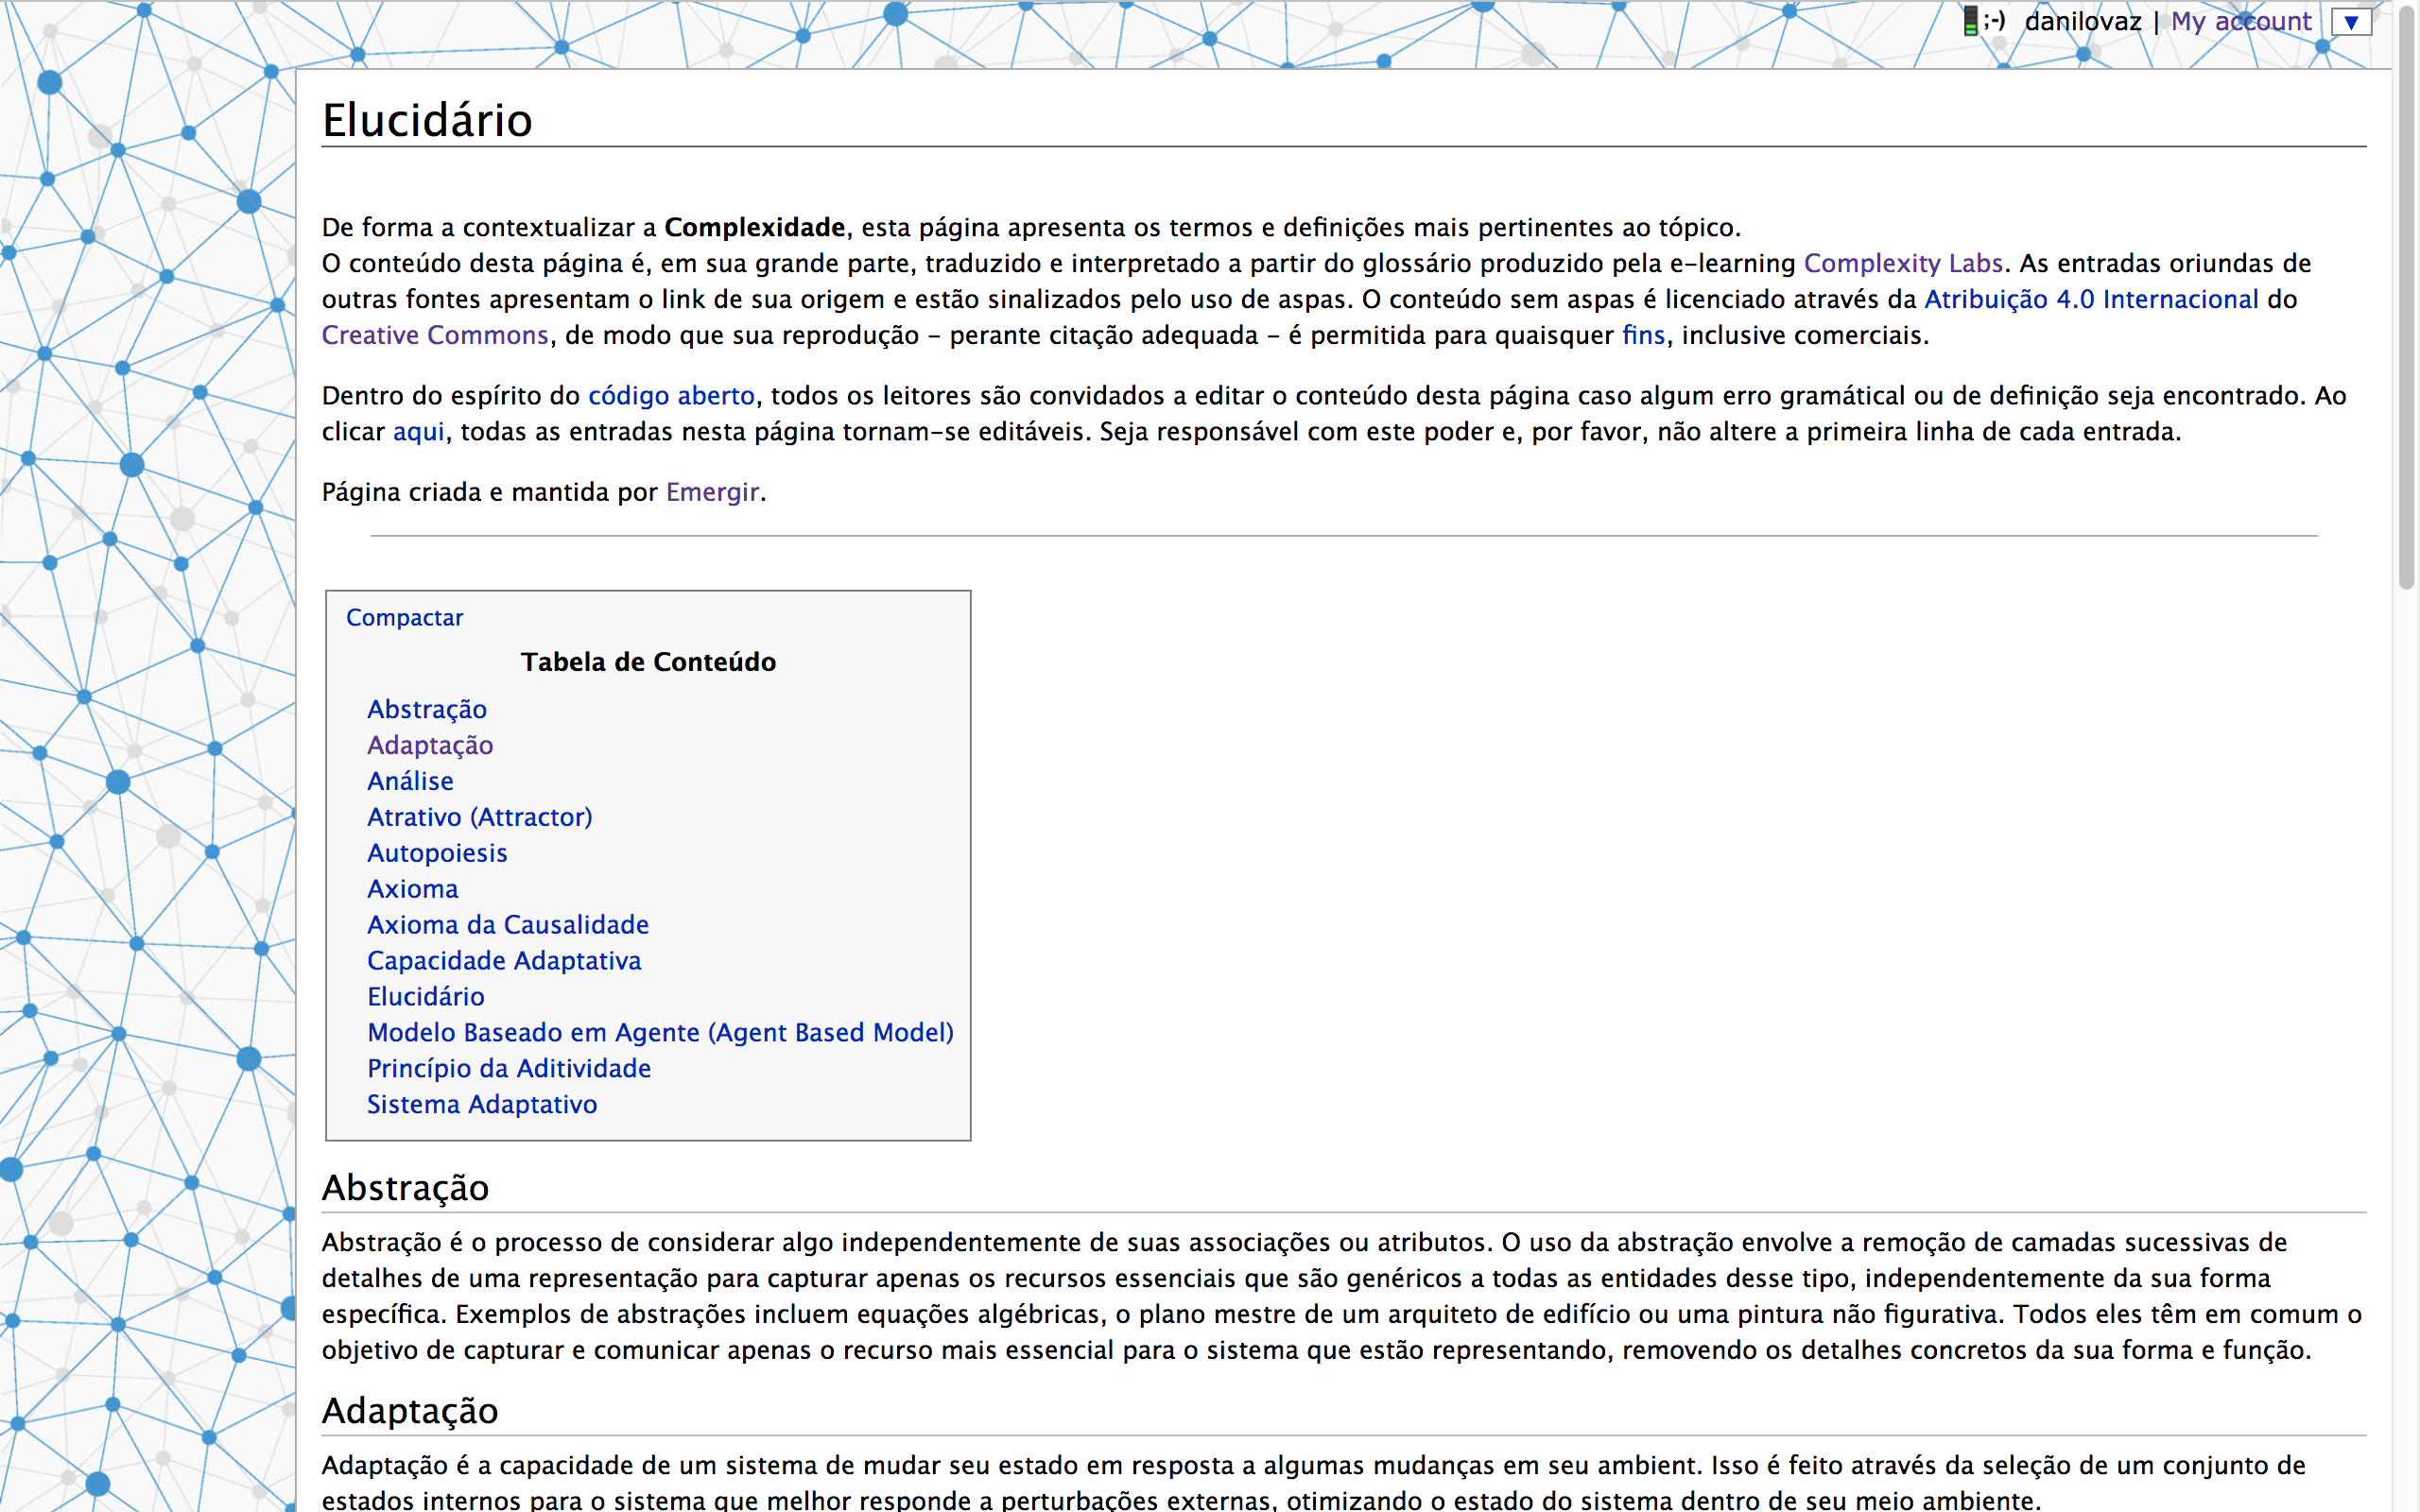 ;-) danilovaz | My account ▼
Elucidário
De forma a contextualizar a Complexidade, esta página apresenta os termos e definições mais pertinentes ao tópico.
O conteúdo desta página é, em sua grande parte, traduzido e interpretado a partir do glossário produzido pela e-learning Complexity Labs. As entradas oriundas de
outras fontes apresentam o link de sua origem e estão sinalizados pelo uso de aspas. O conteúdo sem aspas é licenciado através da Atribuição 4.0 Internacional do
Creative Commons, de modo que sua reprodução – perante citação adequada – é permitida para quaisquer fins, inclusive comerciais.
Dentro do espírito do código aberto, todos os leitores são convidados a editar o conteúdo desta página caso algum erro gramátical ou de definição seja encontrado. Ao
clicar aqui, todas as entradas nesta página tornam-se editáveis. Seja responsável com este poder e, por favor, não altere a primeira linha de cada entrada.
Página criada e mantida por Emergir.
Compactar
Tabela de Conteúdo
Abstração
Adaptação
Análise
Atrativo (Attractor)
Autopoiesis
Axioma
Axioma da Causalidade
Capacidade Adaptativa
Elucidário
Modelo Baseado em Agente (Agent Based Model)
Princípio da Aditividade
Sistema Adaptativo
Abstração
Abstração é o processo de considerar algo independentemente de suas associações ou atributos. O uso da abstração envolve a remoção de camadas sucessivas de
detalhes de uma representação para capturar apenas os recursos essenciais que são genéricos a todas as entidades desse tipo, independentemente da sua forma
específica. Exemplos de abstrações incluem equações algébricas, o plano mestre de um arquiteto de edifício ou uma pintura não figurativa. Todos eles têm em comum o
objetivo de capturar e comunicar apenas o recurso mais essencial para o sistema que estão representando, removendo os detalhes concretos da sua forma e função.
Adaptação
Adaptação é a capacidade de um sistema de mudar seu estado em resposta a algumas mudanças em seu ambient. Isso é feito através da seleção de um conjunto de
estados internos para o sistema que melhor responde a perturbações externas, otimizando o estado do sistema dentro de seu meio ambiente.